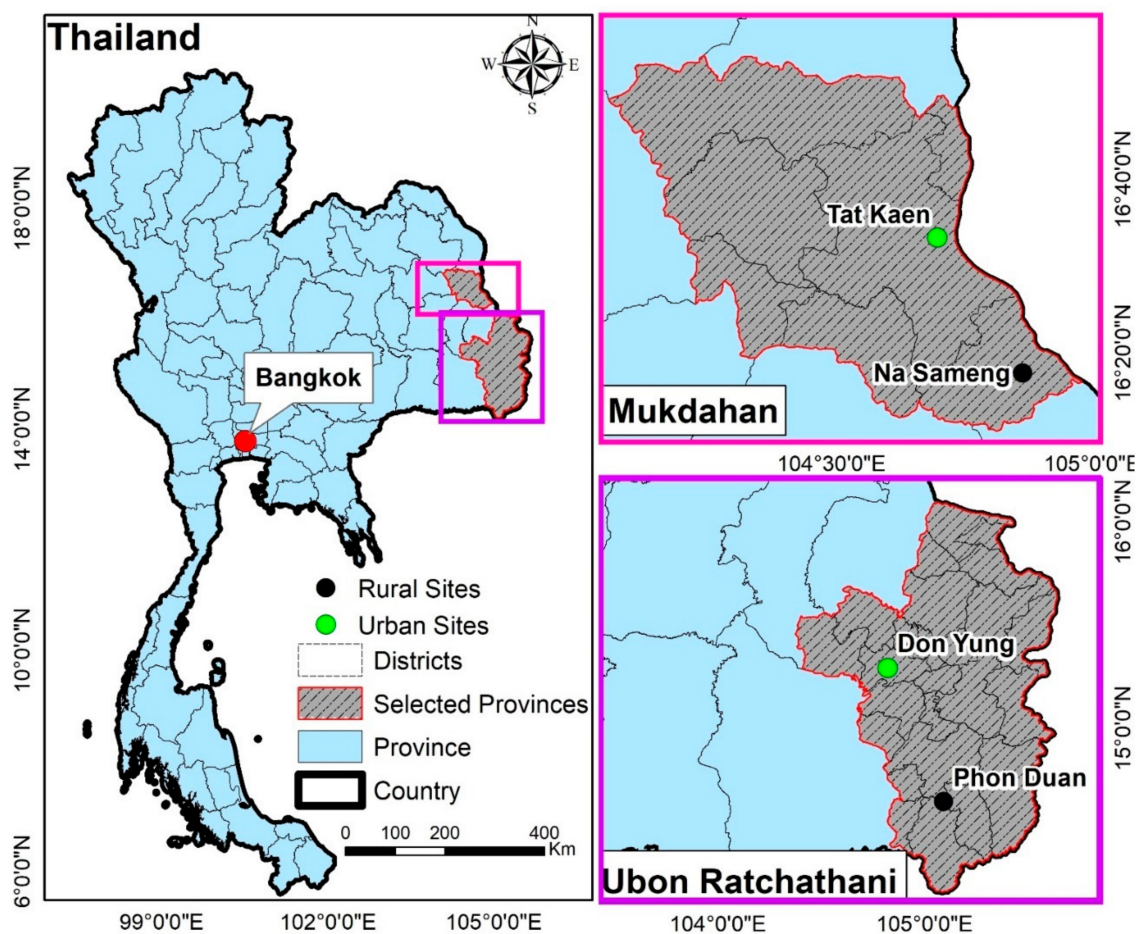 Thailand
N
W
E
S
18°0'0"N
14°0'0"N
10°0'0"N
6°0'0"N
Bangkok
Rural Sites
Urban Sites
Districts
Selected Provinces
Province
Country
0 100 200 400
Km
99°0'0"E 102°0'0"E 105°0'0"E
Tat Kaen
Na Sameng
Mukdahan
16°40'0"N
16°20'0"N
104°30'0"E 105°0'0"E
Don Yung
Phon Duan
Ubon Ratchathani
16°0'0"N
15°0'0"N
104°0'0"E 105°0'0"E